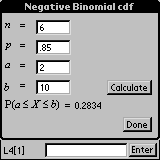 Negative Binomial cdf
n = 6
p = .85
a = 2
b = 10 Calculate
P(a ≤ X ≤ b) = 0.2834
Done
L4[1] Enter